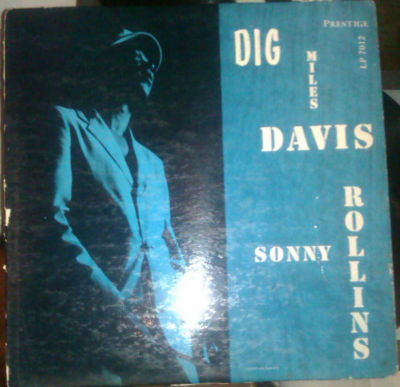 PRESTIGE
LP 7012
DIG
MILES
DAVIS
SONNY
ROLLINS